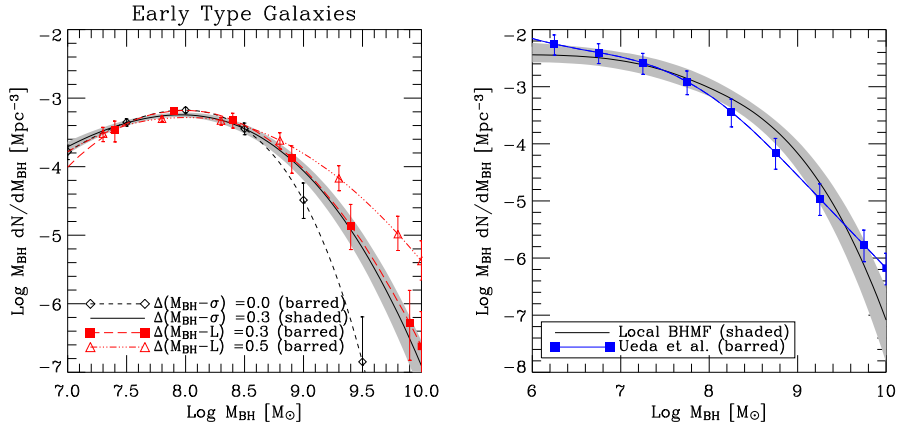 Early Type Galaxies
-2
-3
-4
-5
-6
-7
Log M_BH dN/dM_BH [Mpc⁻³]
Δ(M_BH-σ) =0.0 (barred)
Δ(M_BH-σ) =0.3 (shaded)
Δ(M_BH-L) =0.3 (barred)
Δ(M_BH-L) =0.5 (barred)
7.0 7.5 8.0 8.5 9.0 9.5 10.0
Log M_BH [M_⊙]
-2
-3
-4
-5
-6
-7
-8
Log M_BH dN/dM_BH [Mpc⁻³]
Local BHMF (shaded)
Ueda et al. (barred)
6 7 8 9 10
Log M_BH [M_⊙]